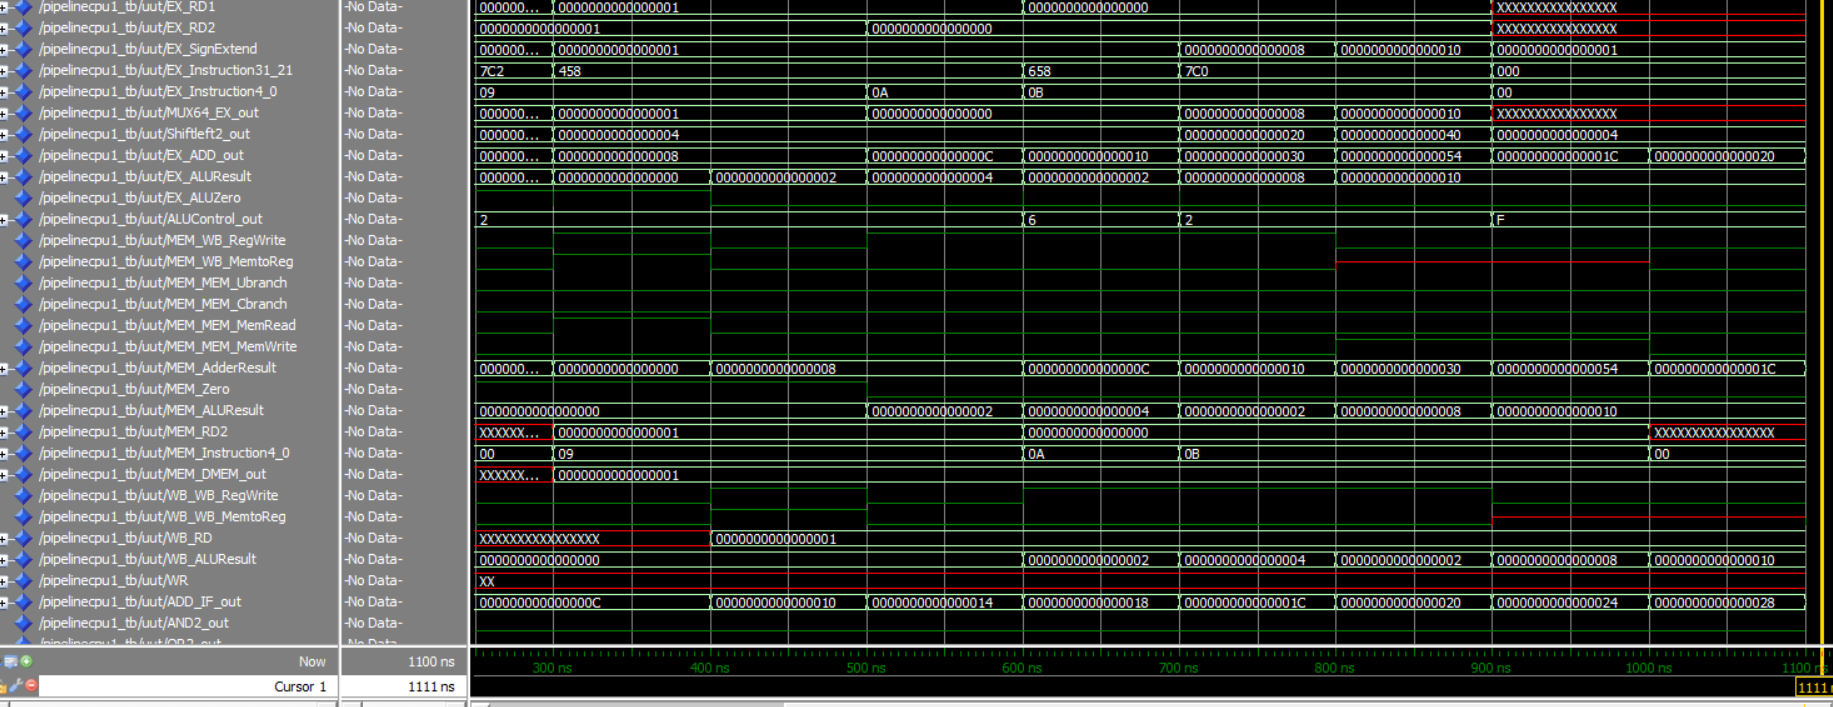 /pipelinecpu1_tb/uut/EX_RD1 -No Data- 000000... 0000000000000001 0000000000000000 XXXXXXXXXXXXXXXX
/pipelinecpu1_tb/uut/EX_RD2 -No Data- 0000000000000001 0000000000000000 XXXXXXXXXXXXXXXX
/pipelinecpu1_tb/uut/EX_SignExtend -No Data- 000000... 0000000000000001 0000000000000008 0000000000000010 0000000000000001
/pipelinecpu1_tb/uut/EX_Instruction31_21 -No Data- 7C2 458 658 7C0 000
/pipelinecpu1_tb/uut/EX_Instruction4_0 -No Data- 09 0A 0B 00
/pipelinecpu1_tb/uut/MUX64_EX_out -No Data- 000000... 0000000000000001 0000000000000000 0000000000000008 0000000000000010 XXXXXXXXXXXXXXXX
/pipelinecpu1_tb/uut/Shiftleft2_out -No Data- 000000... 0000000000000004 0000000000000020 0000000000000040 0000000000000004
/pipelinecpu1_tb/uut/EX_ADD_out -No Data- 000000... 0000000000000008 000000000000000C 0000000000000010 0000000000000030 0000000000000054 000000000000001C 0000000000000020
/pipelinecpu1_tb/uut/EX_ALUResult -No Data- 000000... 0000000000000000 0000000000000002 0000000000000004 0000000000000002 0000000000000008 0000000000000010
/pipelinecpu1_tb/uut/EX_ALUZero -No Data-
/pipelinecpu1_tb/uut/ALUControl_out -No Data- 2 6 2 F
/pipelinecpu1_tb/uut/MEM_WB_RegWrite -No Data-
/pipelinecpu1_tb/uut/MEM_WB_MemtoReg -No Data-
/pipelinecpu1_tb/uut/MEM_MEM_Ubranch -No Data-
/pipelinecpu1_tb/uut/MEM_MEM_Cbranch -No Data-
/pipelinecpu1_tb/uut/MEM_MEM_MemRead -No Data-
/pipelinecpu1_tb/uut/MEM_MEM_MemWrite -No Data-
/pipelinecpu1_tb/uut/MEM_AdderResult -No Data- 000000... 0000000000000000 0000000000000008 000000000000000C 0000000000000010 0000000000000030 0000000000000054 000000000000001C
/pipelinecpu1_tb/uut/MEM_Zero -No Data-
/pipelinecpu1_tb/uut/MEM_ALUResult -No Data- 0000000000000000 0000000000000002 0000000000000004 0000000000000002 0000000000000008 0000000000000010
/pipelinecpu1_tb/uut/MEM_RD2 -No Data- XXXXXX... 0000000000000001 0000000000000000 XXXXXXXXXXXXXXXX
/pipelinecpu1_tb/uut/MEM_Instruction4_0 -No Data- 00 09 0A 0B 00
/pipelinecpu1_tb/uut/MEM_DMEM_out -No Data- XXXXXX... 0000000000000001
/pipelinecpu1_tb/uut/WB_WB_RegWrite -No Data-
/pipelinecpu1_tb/uut/WB_WB_MemtoReg -No Data-
/pipelinecpu1_tb/uut/WB_RD -No Data- XXXXXXXXXXXXXXXX 0000000000000001
/pipelinecpu1_tb/uut/WB_ALUResult -No Data- 0000000000000000 0000000000000002 0000000000000004 0000000000000002 0000000000000008 0000000000000010
/pipelinecpu1_tb/uut/WR -No Data- XX
/pipelinecpu1_tb/uut/ADD_IF_out -No Data- 000000000000000C 0000000000000010 0000000000000014 0000000000000018 000000000000001C 0000000000000020 0000000000000024 0000000000000028
/pipelinecpu1_tb/uut/AND2_out -No Data-
Now 1100 ns 300 ns 400 ns 500 ns 600 ns 700 ns 800 ns 900 ns 1000 ns 1100
Cursor 1 1111 ns 1111